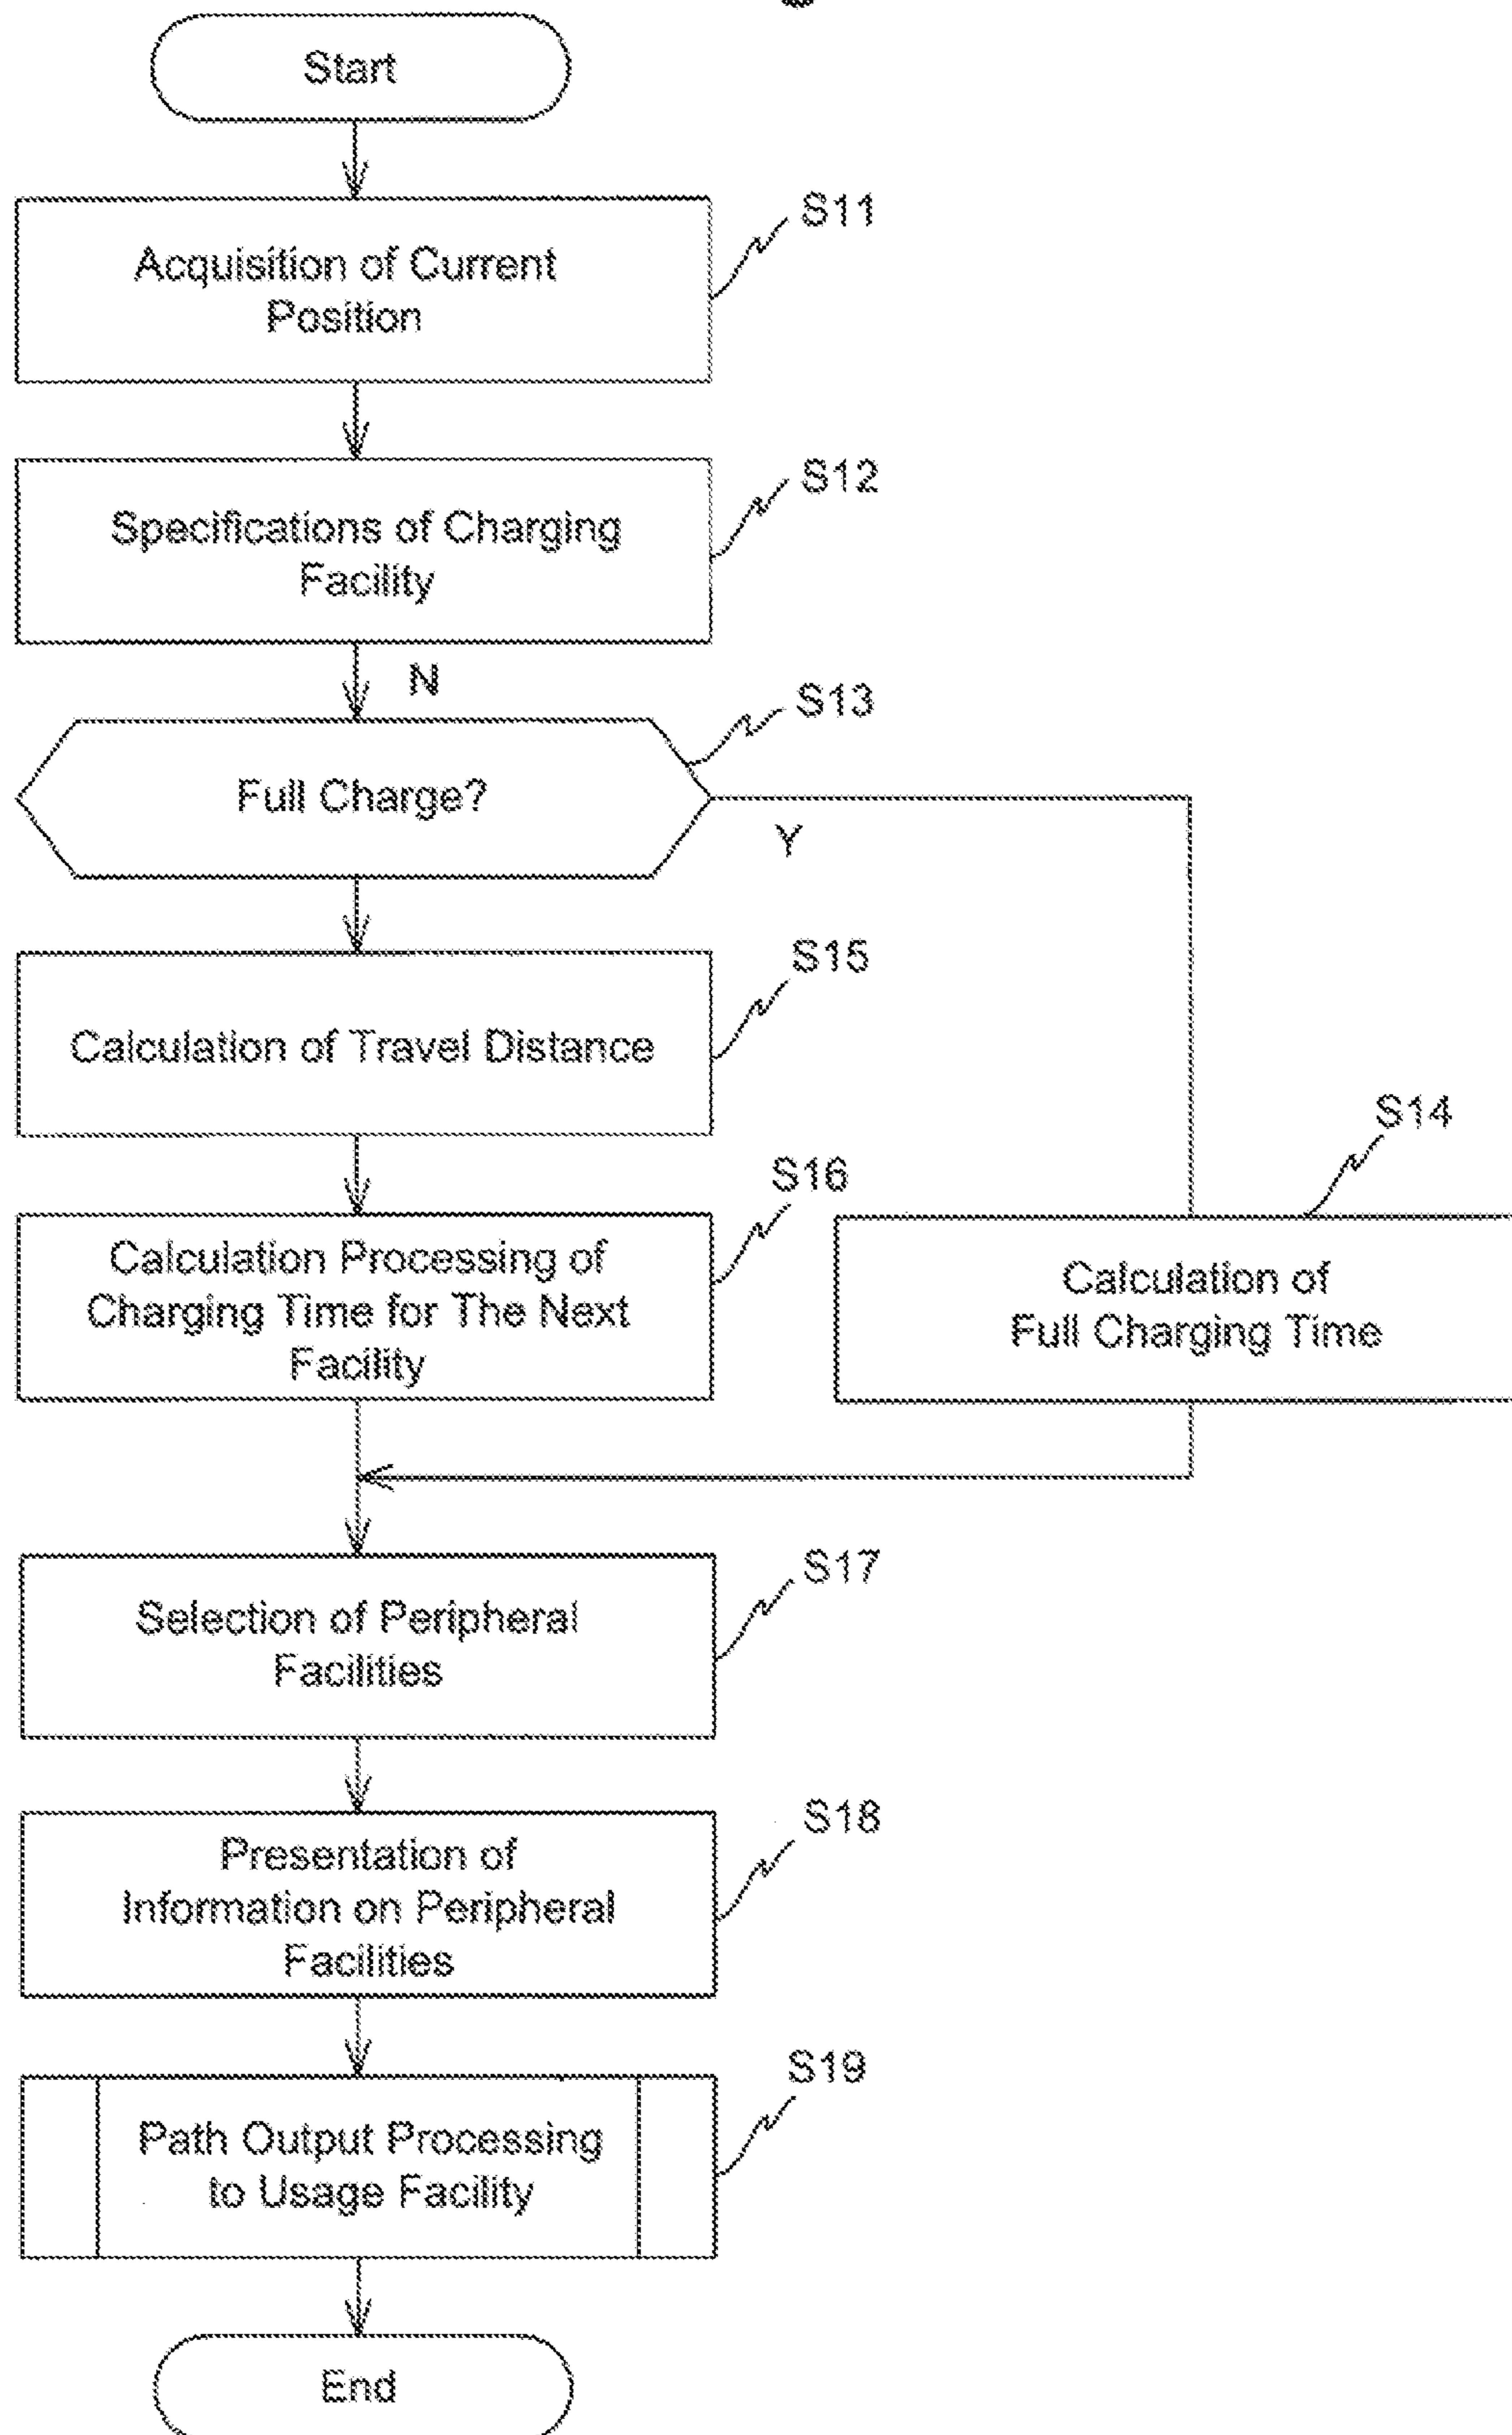 Start
S11
Acquisition of Current
Position
S12
Specifications of Charging
Facility
N
S13
Full Charge?
Y
S15
Calculation of Travel Distance
S14
S16
Calculation Processing of
Charging Time for The Next
Facility
Calculation of
Full Charging Time
S17
Selection of Peripheral
Facilities
S18
Presentation of
Information on Peripheral
Facilities
S19
Path Output Processing
to Usage Facility
End